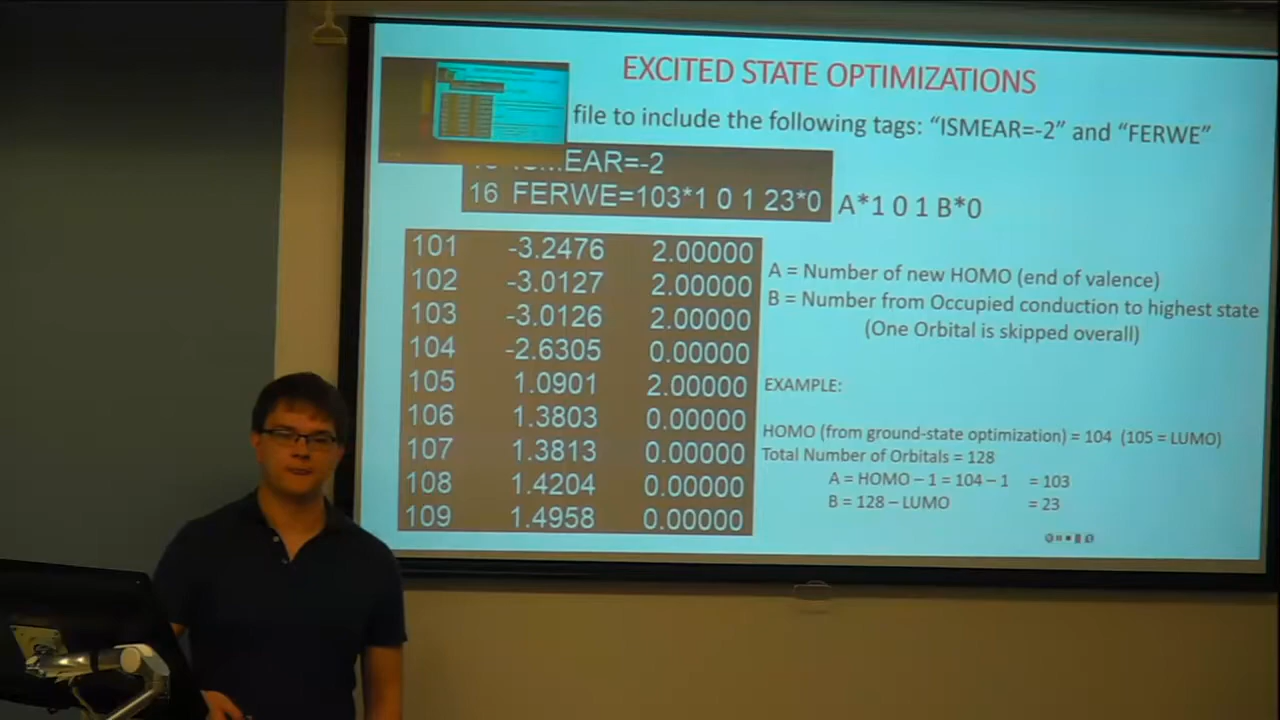 EXCITED STATE OPTIMIZATIONS
file to include the following tags: “ISMEAR=-2” and “FERWE”
EAR=-2
16 FERWE=103*1 0 1 23*0
A*1 0 1 B*0
101 -3.2476 2.00000
102 -3.0127 2.00000
103 -3.0126 2.00000
104 -2.6305 0.00000
105 1.0901 2.00000
106 1.3803 0.00000
107 1.3813 0.00000
108 1.4204 0.00000
109 1.4958 0.00000
A = Number of new HOMO (end of valence)
B = Number from Occupied conduction to highest state
(One Orbital is skipped overall)
EXAMPLE:
HOMO (from ground-state optimization) = 104 (105 = LUMO)
Total Number of Orbitals = 128
A = HOMO – 1 = 104 – 1 = 103
B = 128 – LUMO = 23